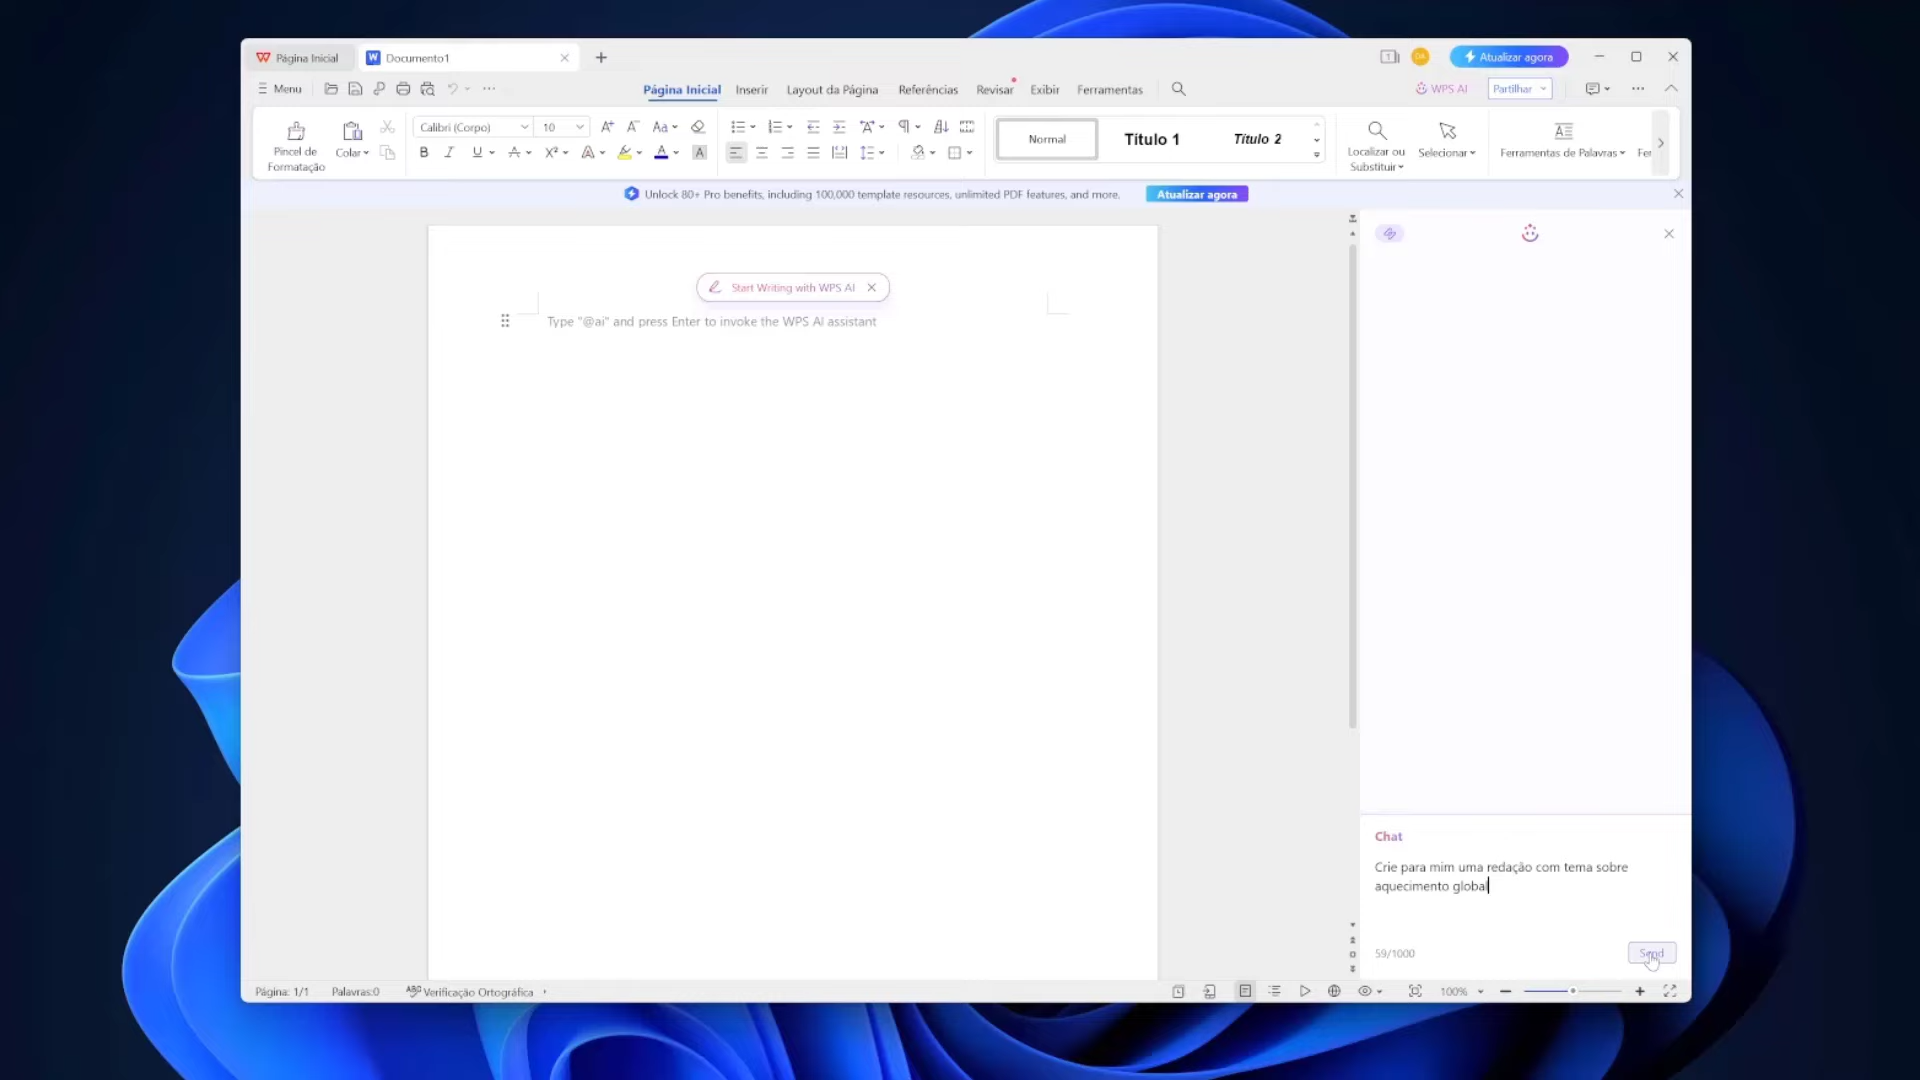 Página Inicial
Documento1
Atualizar agora
Menu
Página Inicial
Inserir
Layout da Página
Referências
Revisar
Exibir
Ferramentas
WPS AI
Partilhar
Pincel de
Formatação
Colar
Calibri (Corpo)
10
Normal
Título 1
Título 2
Localizar ou
Substituir
Selecionar
Ferramentas de Palavras
Fer
Unlock 80+ Pro benefits, including 100,000 template resources, unlimited PDF features, and more.
Atualizar agora
Start Writing with WPS AI
Type "@ai" and press Enter to invoke the WPS AI assistant
Chat
Crie para mim uma redação com tema sobre
aquecimento global
59/1000
Send
Página: 1/1
Palavras:0
Verificação Ortográfica
100%